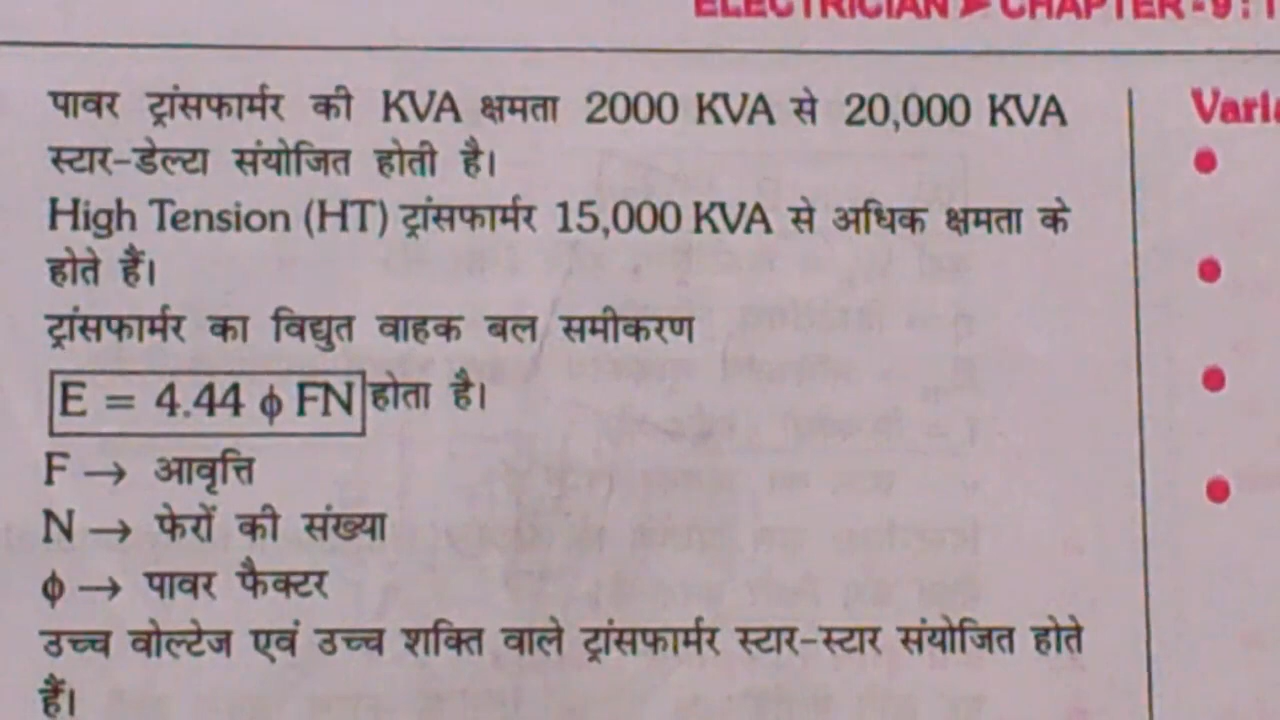 ELECTRICIAN ➤ CHAPTER-9 :
पावर ट्रांसफार्मर की KVA क्षमता 2000 KVA से 20,000 KVA
स्टार-डेल्टा संयोजित होती है।
High Tension (HT) ट्रांसफार्मर 15,000 KVA से अधिक क्षमता के
होते हैं।
ट्रांसफार्मर का विद्युत वाहक बल समीकरण
E = 4.44 ϕ FN होता है।
F → आवृत्ति
N → फेरों की संख्या
ϕ → पावर फैक्टर
उच्च वोल्टेज एवं उच्च शक्ति वाले ट्रांसफार्मर स्टार-स्टार संयोजित होते
हैं।